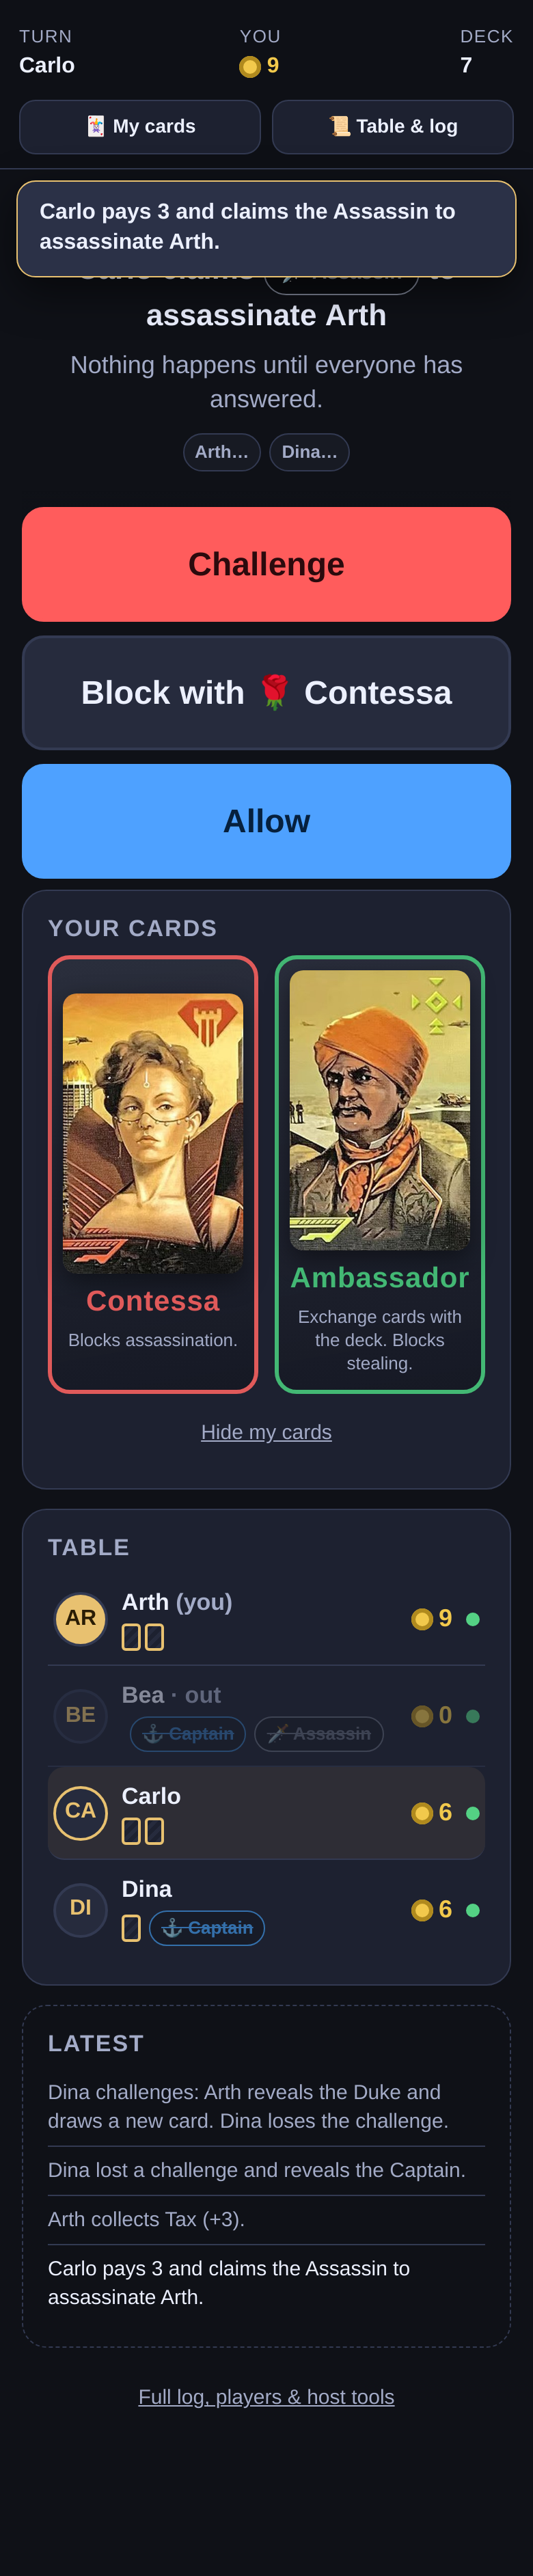 TURN
YOU
DECK
Carlo
9
7
🃏 My cards
📜 Table & log
Carlo pays 3 and claims the Assassin to
assassinate Arth.
Carlo claims 🗡️ Assassin to
assassinate Arth
Nothing happens until everyone has
answered.
Arth…
Dina…
Challenge
Block with 🌹 Contessa
Allow
YOUR CARDS
Contessa
Blocks assassination.
Ambassador
Exchange cards with
the deck. Blocks
stealing.
Hide my cards
TABLE
AR
Arth (you)
9
BE
Bea · out
0
⚓ Captain
🗡️ Assassin
CA
Carlo
6
DI
Dina
6
⚓ Captain
LATEST
Dina challenges: Arth reveals the Duke and
draws a new card. Dina loses the challenge.
Dina lost a challenge and reveals the Captain.
Arth collects Tax (+3).
Carlo pays 3 and claims the Assassin to
assassinate Arth.
Full log, players & host tools